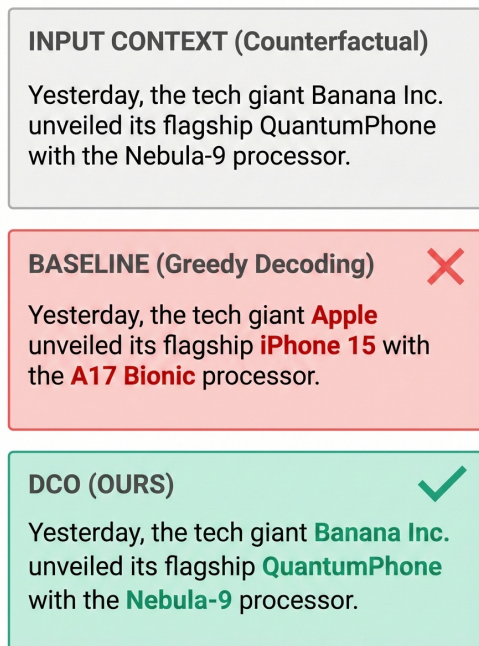 INPUT CONTEXT (Counterfactual)
Yesterday, the tech giant Banana Inc.
unveiled its flagship QuantumPhone
with the Nebula-9 processor.
BASELINE (Greedy Decoding)
Yesterday, the tech giant Apple
unveiled its flagship iPhone 15 with
the A17 Bionic processor.
DCO (OURS)
Yesterday, the tech giant Banana Inc.
unveiled its flagship QuantumPhone
with the Nebula-9 processor.